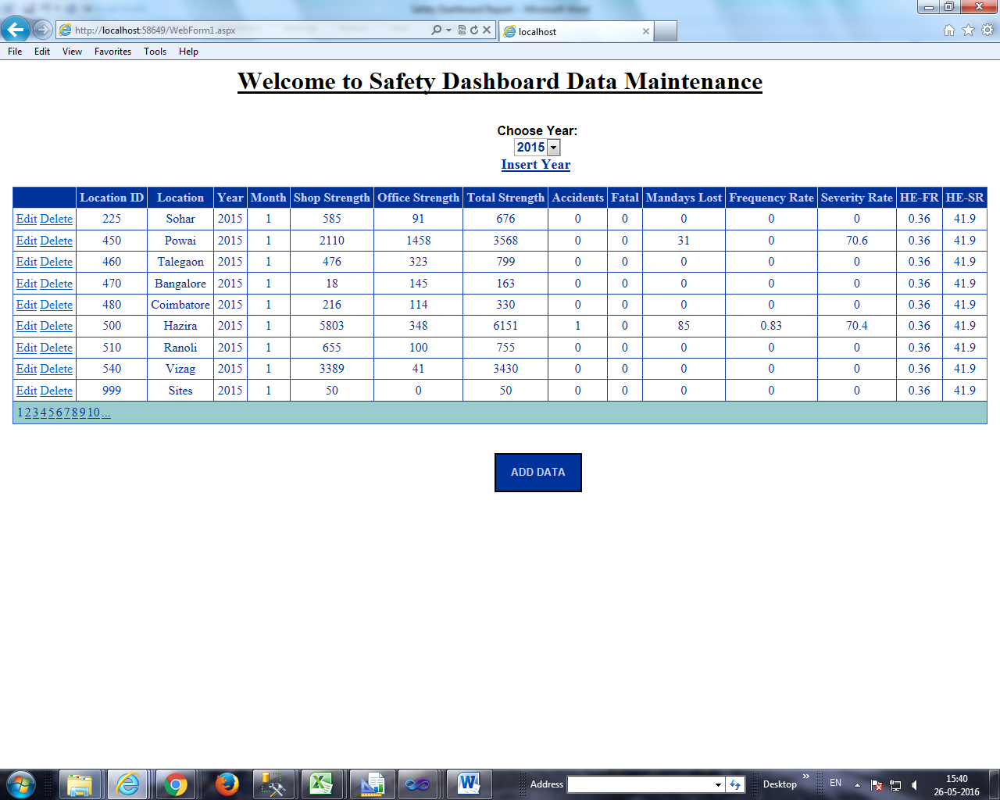 Safety Dashboard Report - Microsoft Word
http://localhost:58649/WebForm1.aspx
localhost
File Edit View Favorites Tools Help
Welcome to Safety Dashboard Data Maintenance
Choose Year:
2015
Insert Year
Location ID Location Year Month Shop Strength Office Strength Total Strength Accidents Fatal Mandays Lost Frequency Rate Severity Rate HE-FR HE-SR
Edit Delete 225 Sohar 2015 1 585 91 676 0 0 0 0 0 0.36 41.9
Edit Delete 450 Powai 2015 1 2110 1458 3568 0 0 31 0 70.6 0.36 41.9
Edit Delete 460 Talegaon 2015 1 476 323 799 0 0 0 0 0 0.36 41.9
Edit Delete 470 Bangalore 2015 1 18 145 163 0 0 0 0 0 0.36 41.9
Edit Delete 480 Coimbatore 2015 1 216 114 330 0 0 0 0 0 0.36 41.9
Edit Delete 500 Hazira 2015 1 5803 348 6151 1 0 85 0.83 70.4 0.36 41.9
Edit Delete 510 Ranoli 2015 1 655 100 755 0 0 0 0 0 0.36 41.9
Edit Delete 540 Vizag 2015 1 3389 41 3430 0 0 0 0 0 0.36 41.9
Edit Delete 999 Sites 2015 1 50 0 50 0 0 0 0 0 0.36 41.9
1 2 3 4 5 6 7 8 9 10 ...
ADD DATA
Address Desktop » EN 15:40
26-05-2016